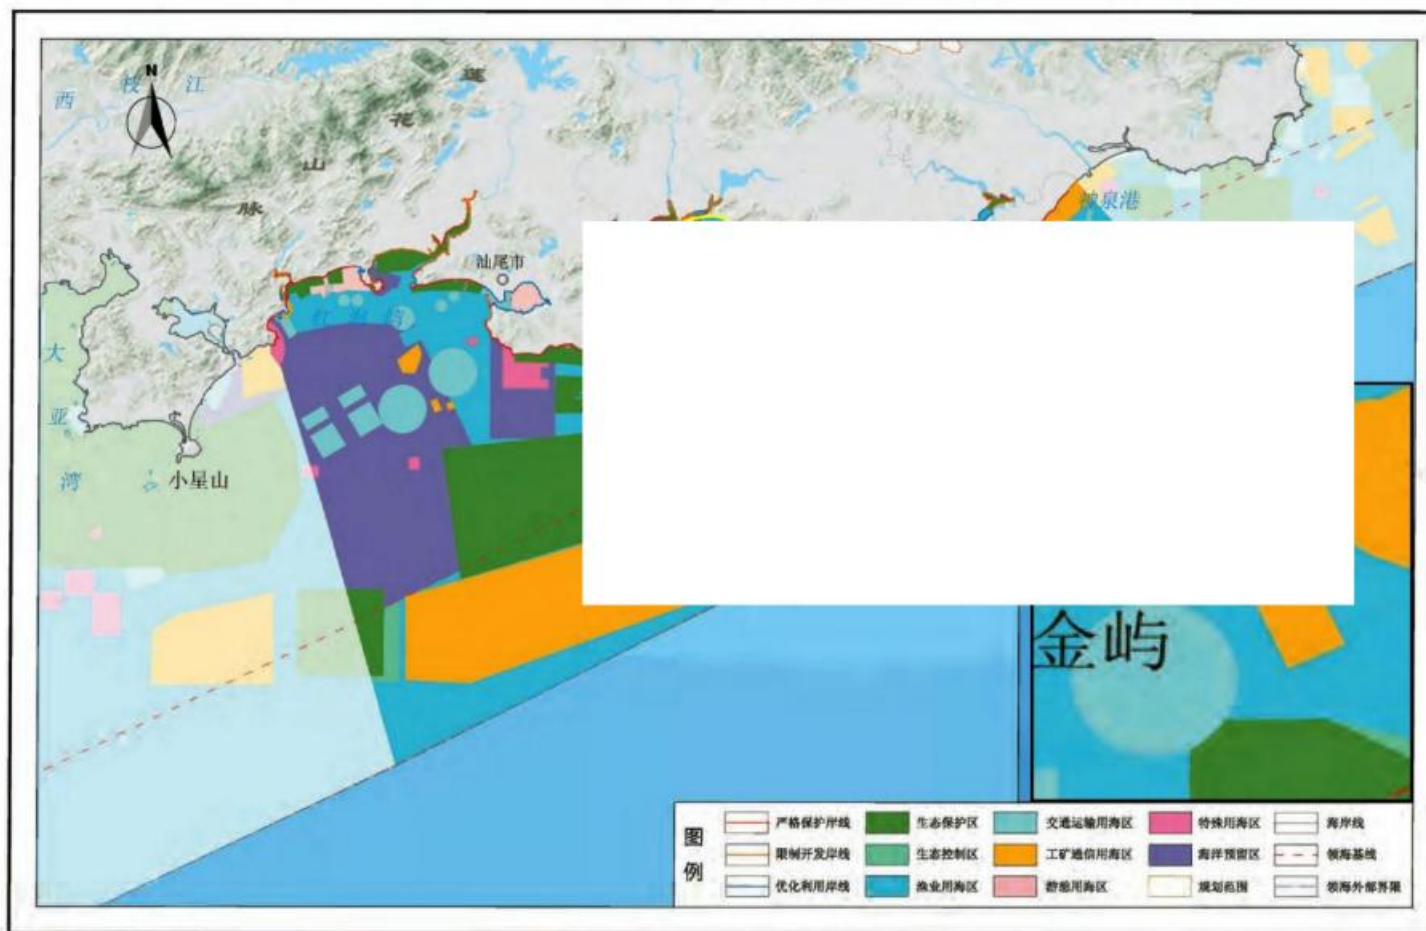 N
西 枝 江
莲
花
山
脉
神泉港
汕尾市
红 海 湾
大
亚
湾
小星山
金屿
图
例
严格保护岸线
生态保护区
交通运输用海区
特殊用海区
海岸线
限制开发岸线
生态控制区
工矿通信用海区
海洋预留区
领海基线
优化利用岸线
渔业用海区
游憩用海区
规划范围
领海外部界限